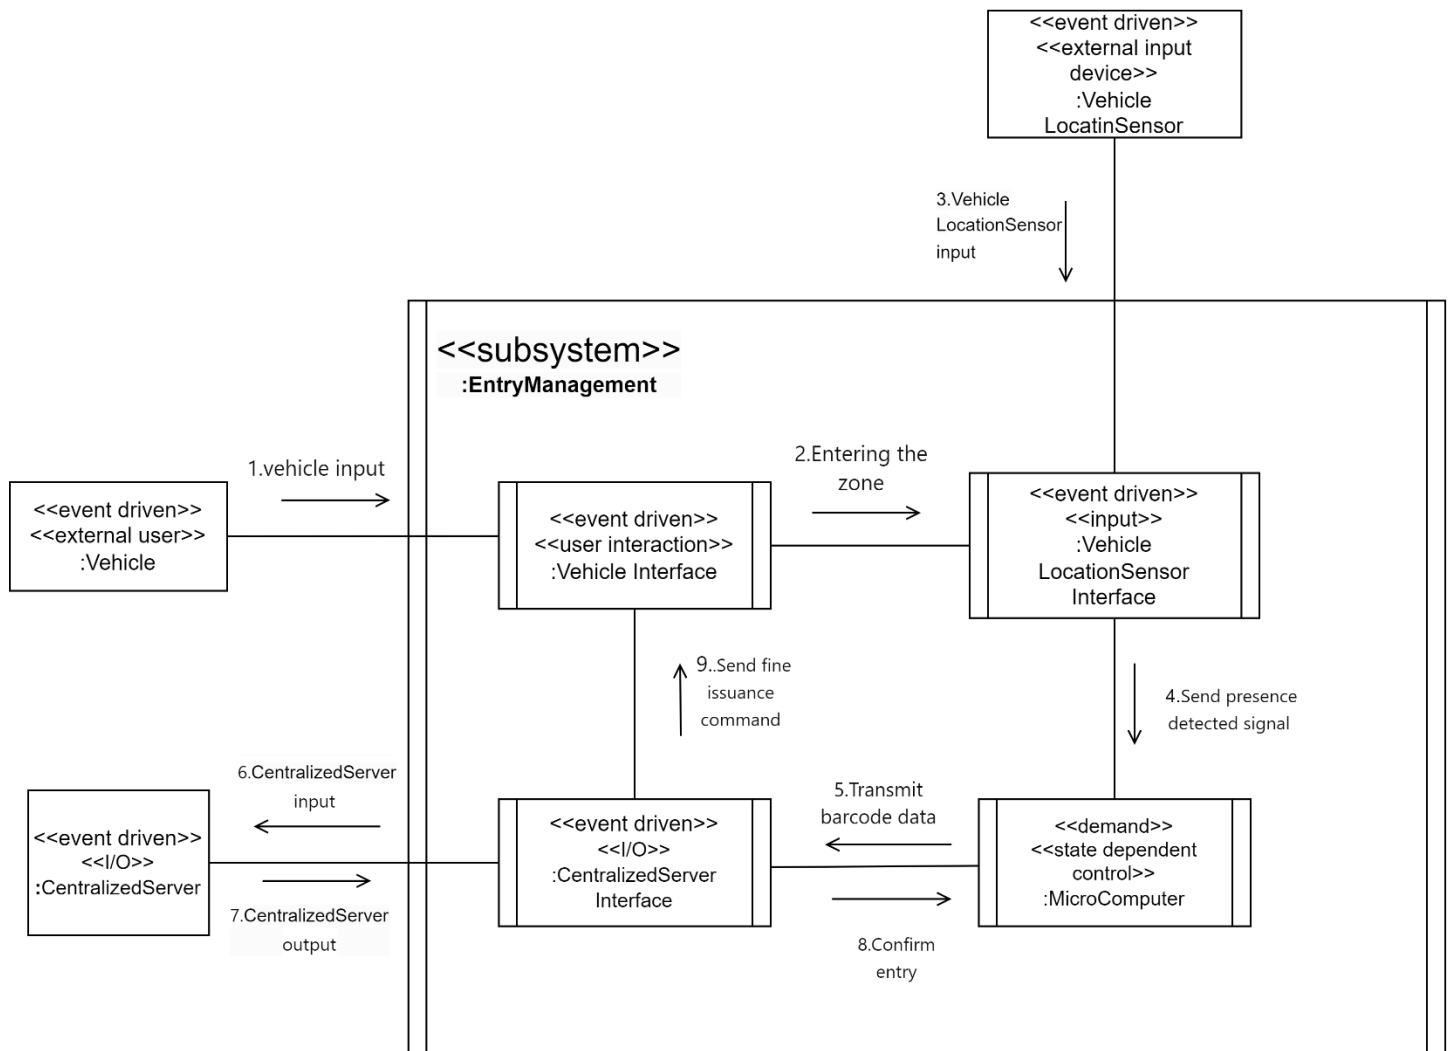 <<event driven>>
<<external input
device>>
:Vehicle
LocatinSensor
3.Vehicle
LocationSensor
input
<<subsystem>>
:EntryManagement
1.vehicle input
2.Entering the
zone
<<event driven>>
<<external user>>
:Vehicle
<<event driven>>
<<user interaction>>
:Vehicle Interface
<<event driven>>
<<input>>
:Vehicle
LocationSensor
Interface
9..Send fine
issuance
command
4.Send presence
detected signal
6.CentralizedServer
input
5.Transmit
barcode data
<<event driven>>
<<I/O>>
:CentralizedServer
<<event driven>>
<<I/O>>
:CentralizedServer
Interface
<<demand>>
<<state dependent
control>>
:MicroComputer
7.CentralizedServer
output
8.Confirm
entry